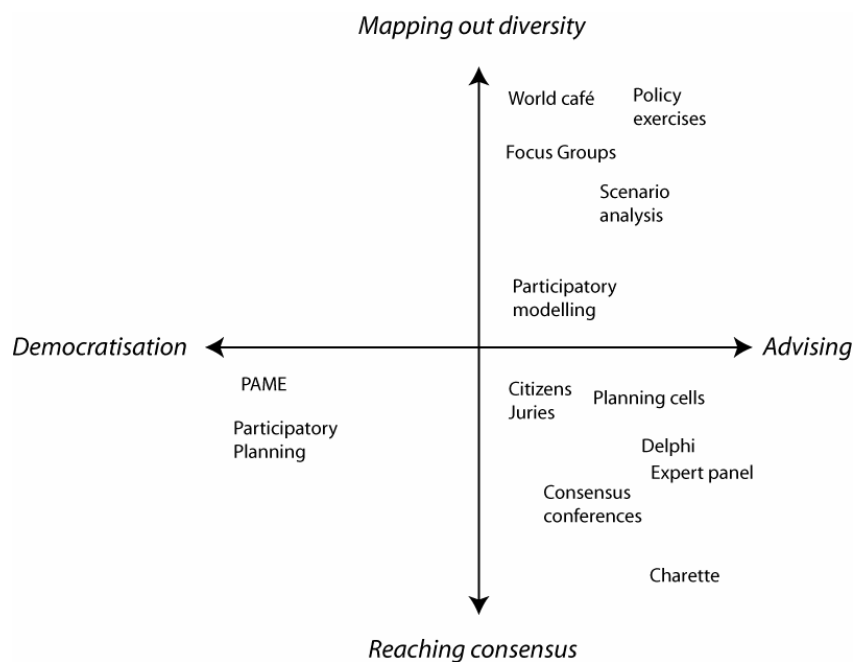 Mapping out diversity
World café
Policy
exercises
Focus Groups
Scenario
analysis
Participatory
modelling
Democratisation
Advising
PAME
Participatory
Planning
Citizens
Juries
Planning cells
Delphi
Expert panel
Consensus
conferences
Charette
Reaching consensus